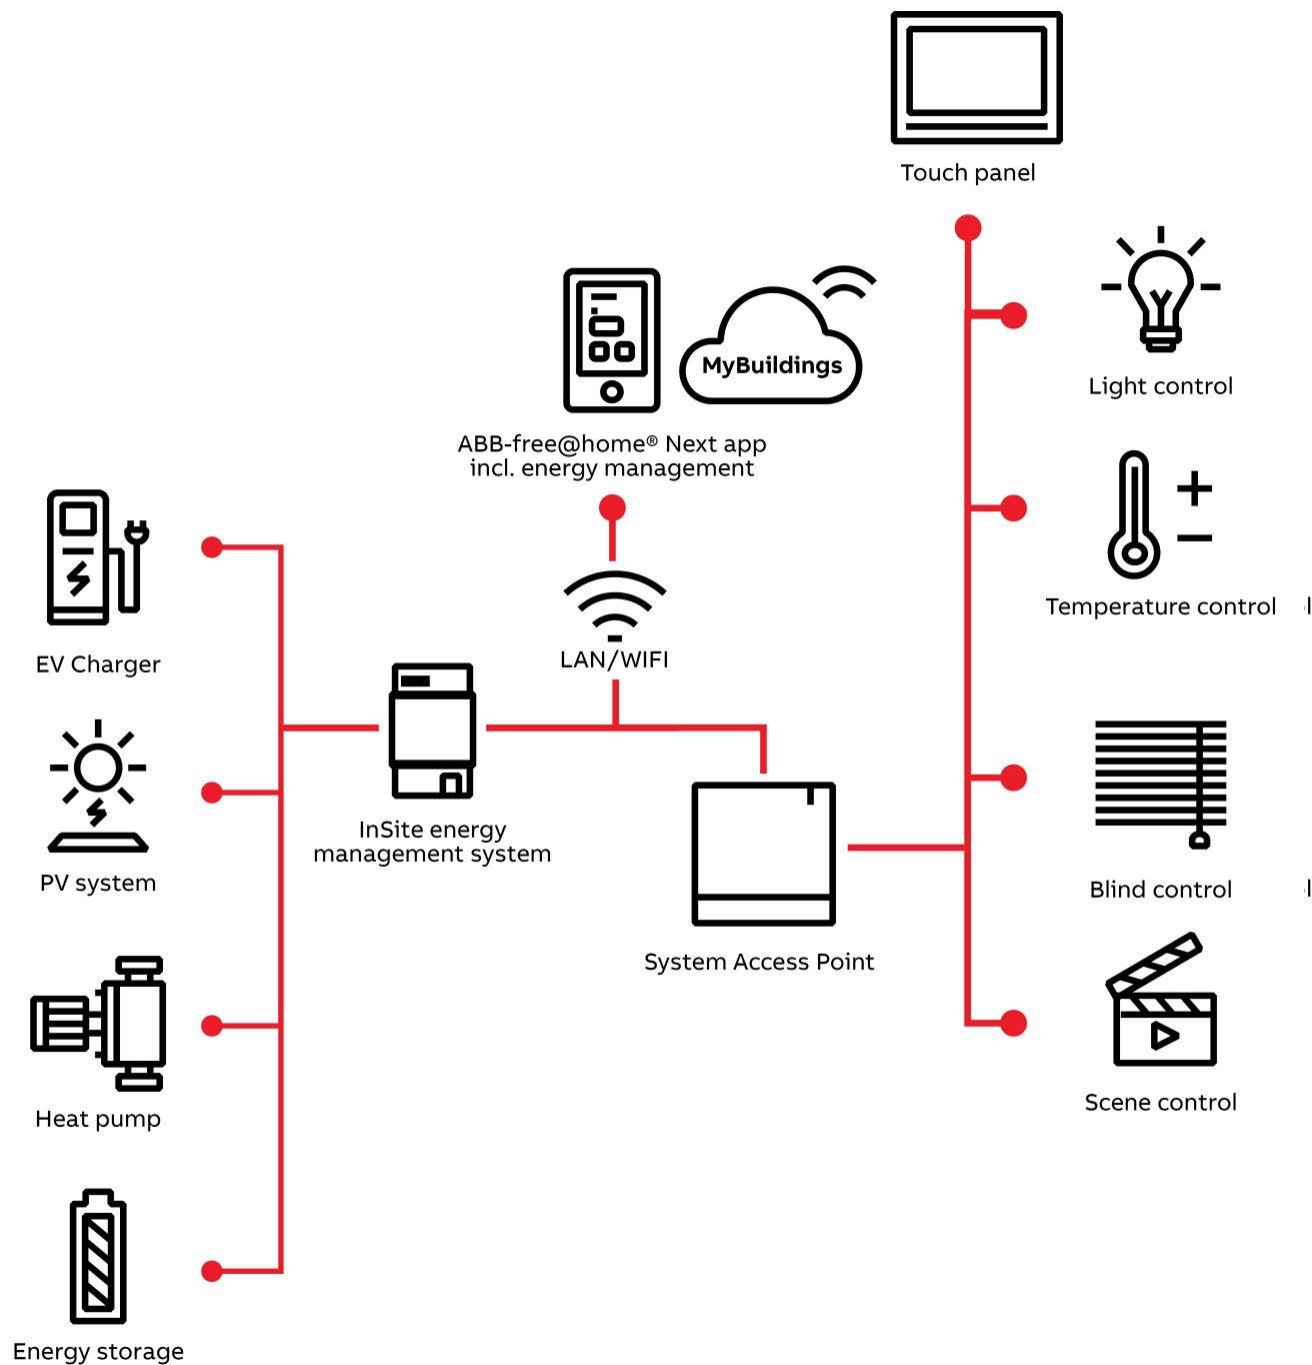 Touch panel
Light control
MyBuildings
ABB-free@home® Next app
incl. energy management
Temperature control
l
EV Charger
LAN/WIFI
InSite energy
management system
PV system
Blind control
l
System Access Point
Heat pump
Scene control
Energy storage